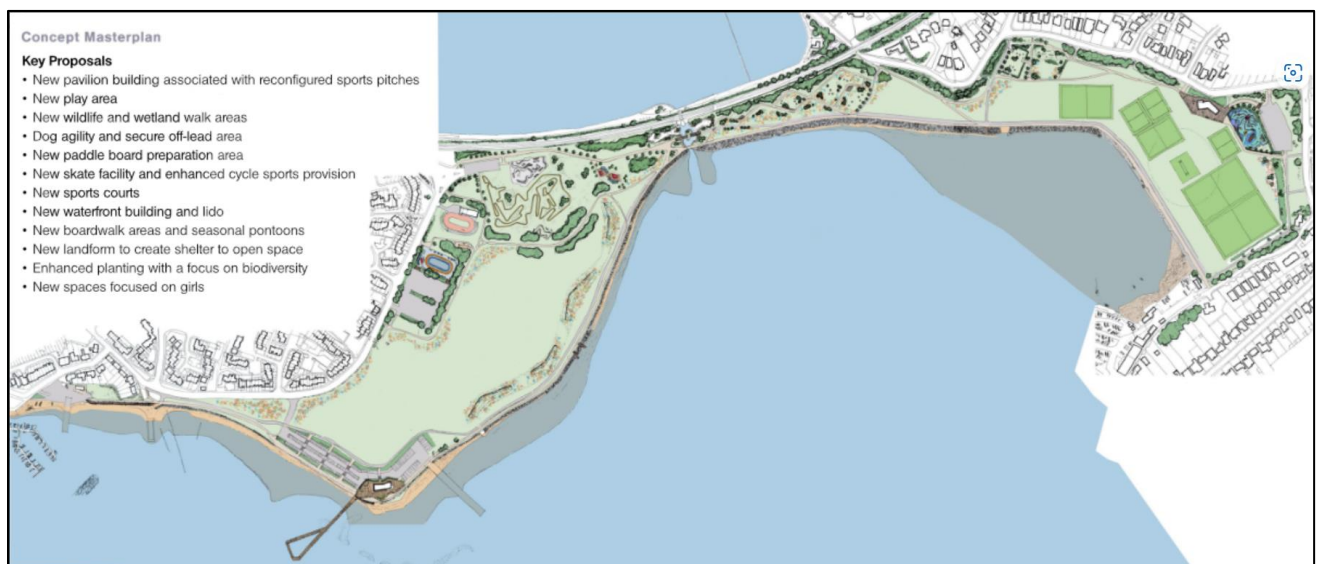 Concept Masterplan
Key Proposals
• New pavilion building associated with reconfigured sports pitches
• New play area
• New wildlife and wetland walk areas
• Dog agility and secure off-lead area
• New paddle board preparation area
• New skate facility and enhanced cycle sports provision
• New sports courts
• New waterfront building and lido
• New boardwalk areas and seasonal pontoons
• New landform to create shelter to open space
• Enhanced planting with a focus on biodiversity
• New spaces focused on girls